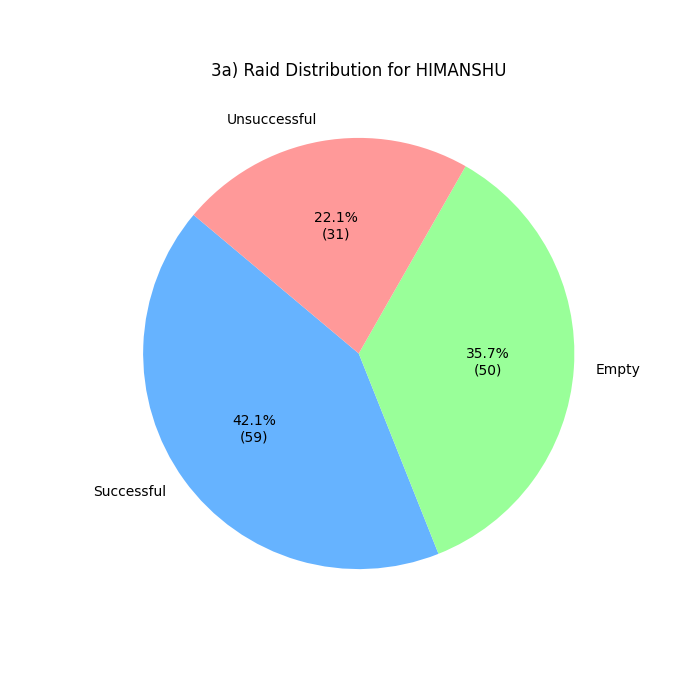 3a) Raid Distribution for HIMANSHU
Unsuccessful
22.1%
(31)
35.7%
(50)
Empty
42.1%
(59)
Successful